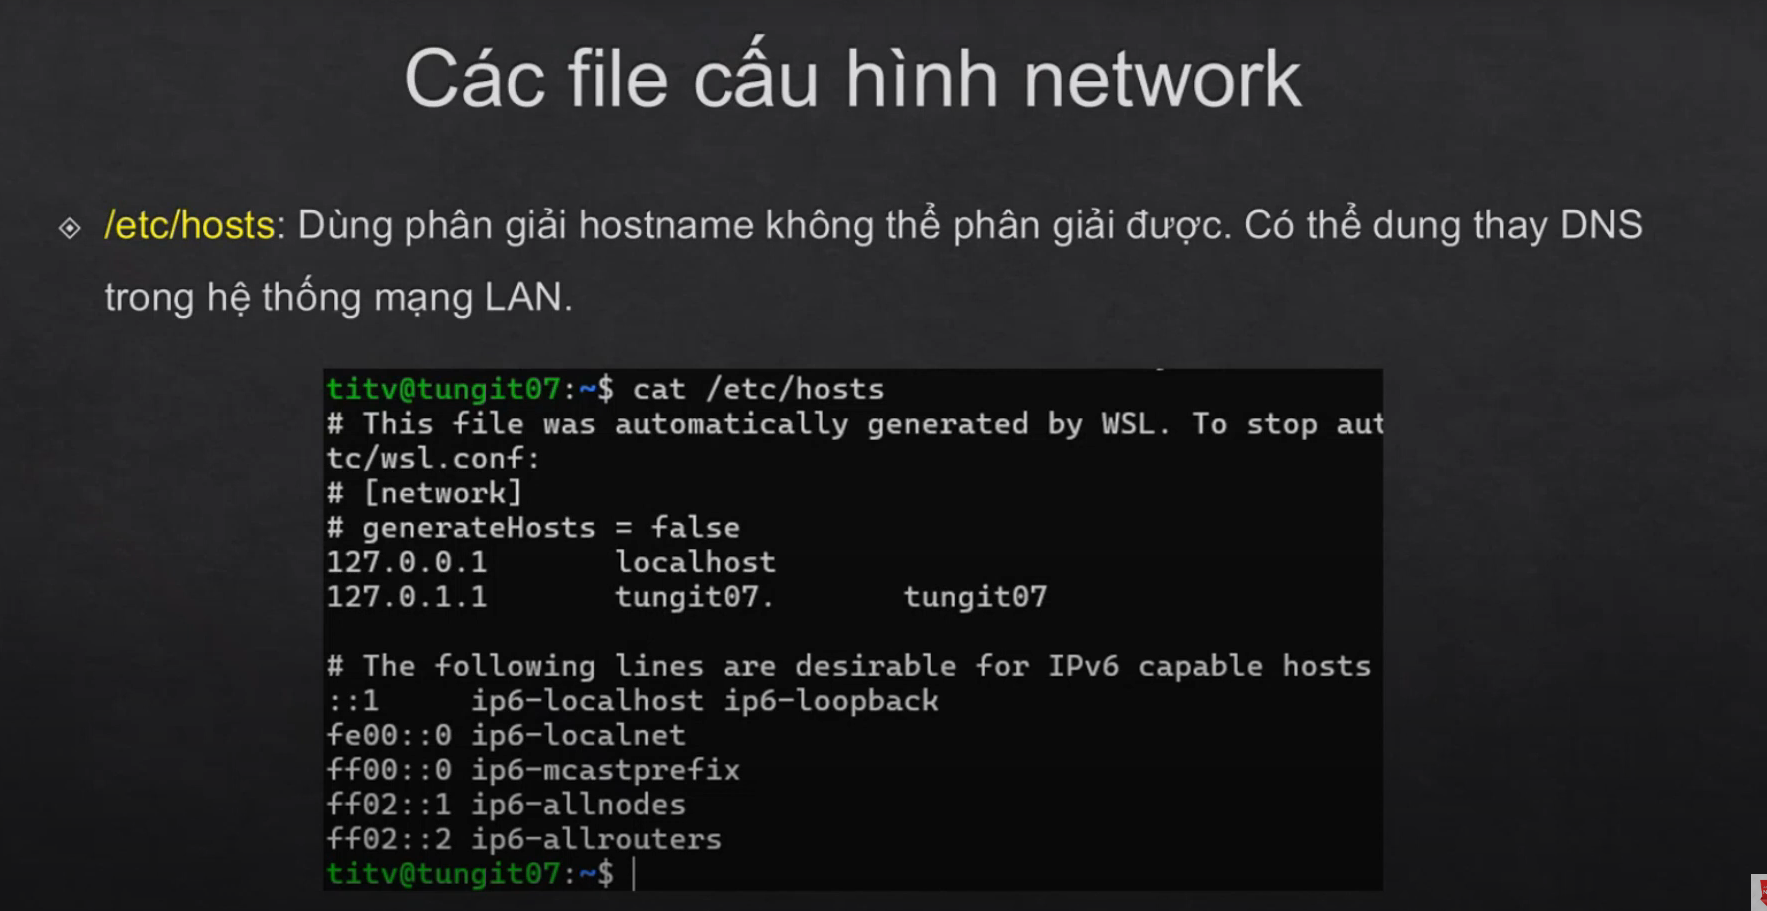 Các file cấu hình network
/etc/hosts: Dùng phân giải hostname không thể phân giải được. Có thể dung thay DNS
trong hệ thống mạng LAN.
titv@tungit07:~$ cat /etc/hosts
# This file was automatically generated by WSL. To stop aut
tc/wsl.conf:
# [network]
# generateHosts = false
127.0.0.1 localhost
127.0.1.1 tungit07. tungit07
# The following lines are desirable for IPv6 capable hosts
::1 ip6-localhost ip6-loopback
fe00::0 ip6-localnet
ff00::0 ip6-mcastprefix
ff02::1 ip6-allnodes
ff02::2 ip6-allrouters
titv@tungit07:~$